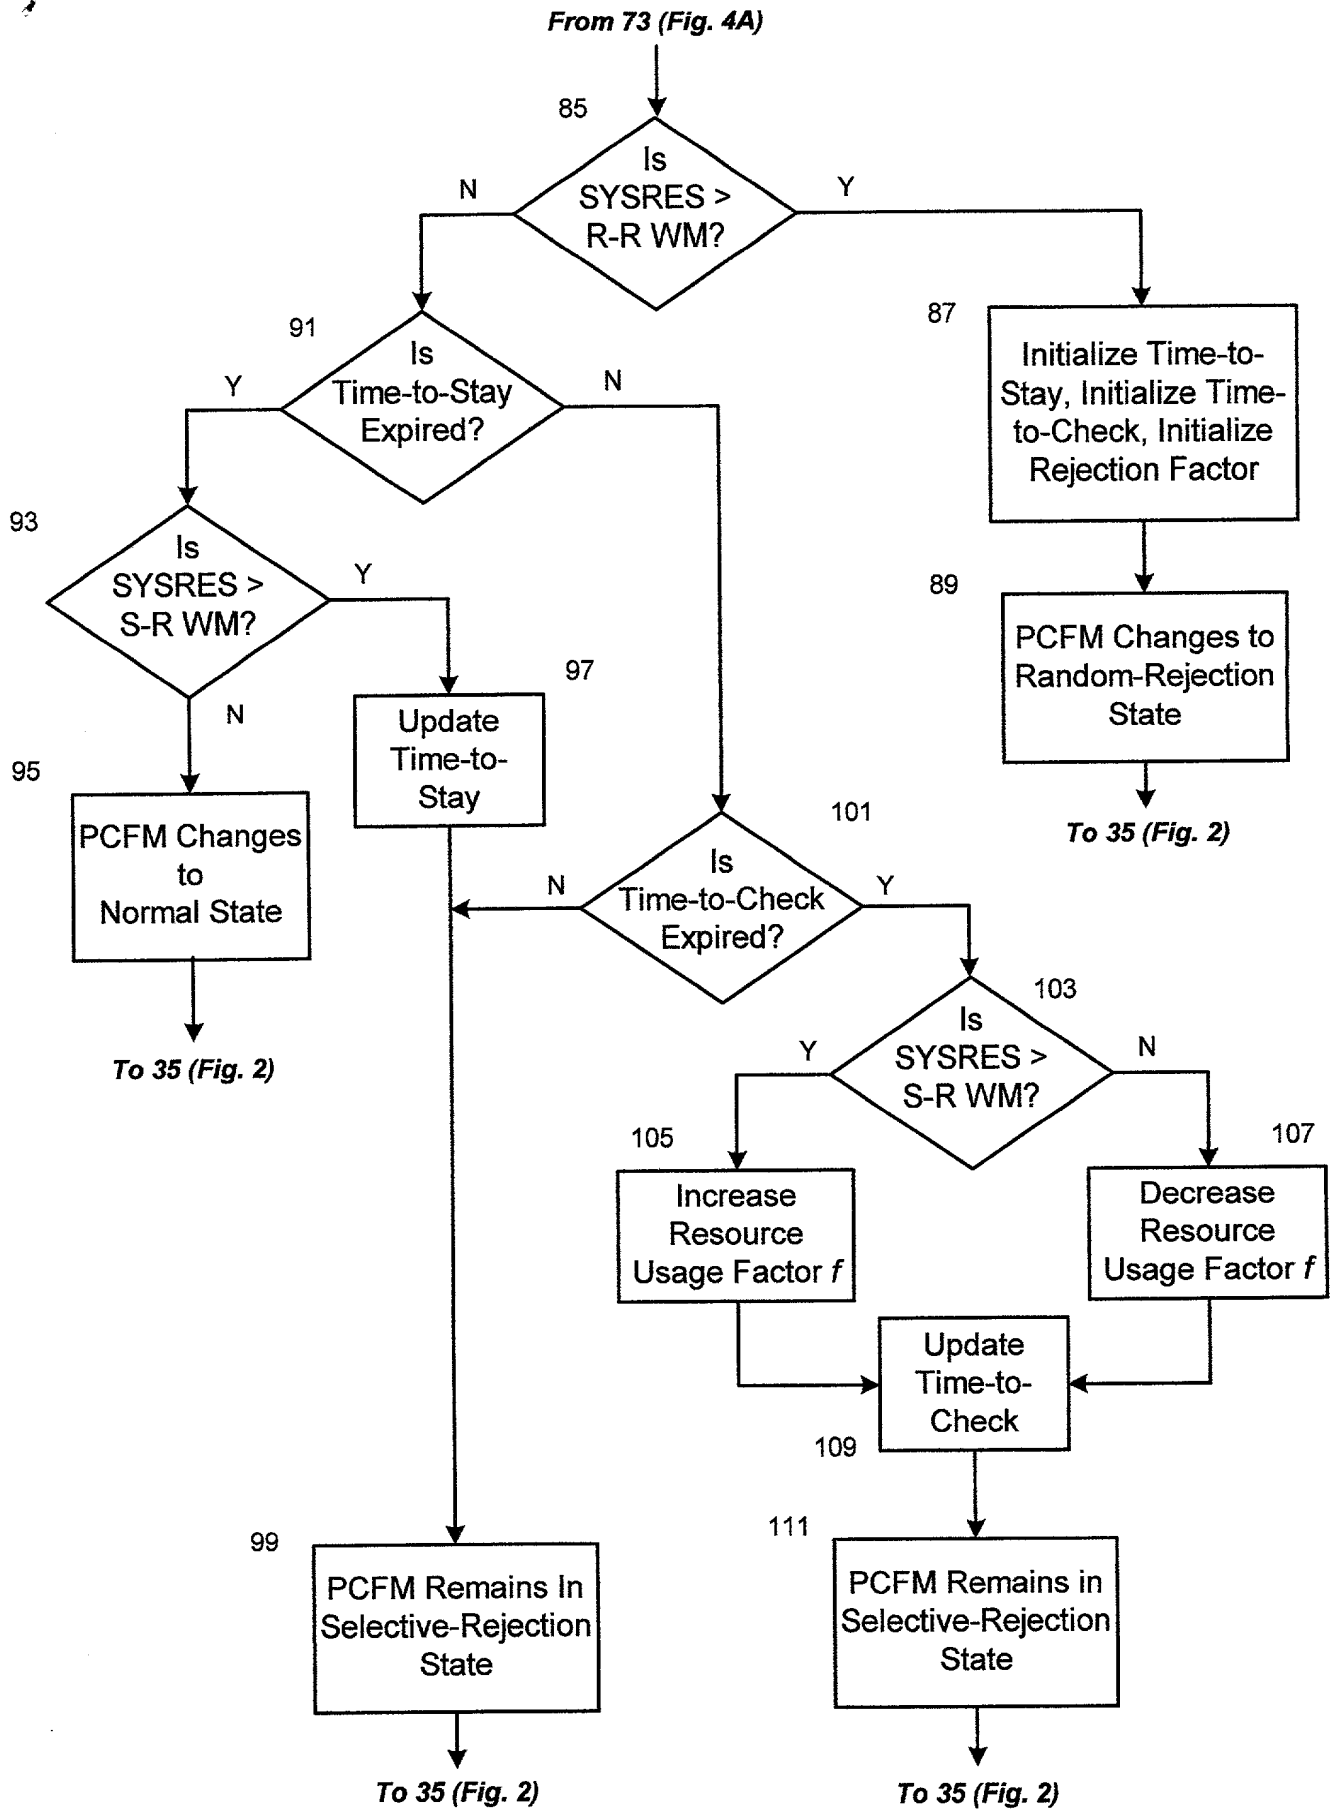 From 73 (Fig. 4A)
85
Is
SYSRES >
R-R WM?
N
Y
91
Is
Time-to-Stay
Expired?
Y
N
87
Initialize Time-to-
Stay, Initialize Time-
to-Check, Initialize
Rejection Factor
93
Is
SYSRES >
S-R WM?
Y
N
89
PCFM Changes to
Random-Rejection
State
To 35 (Fig. 2)
97
Update
Time-to-
Stay
95
PCFM Changes
to
Normal State
To 35 (Fig. 2)
101
Is
Time-to-Check
Expired?
N
Y
103
Is
SYSRES >
S-R WM?
Y
N
105
Increase
Resource
Usage Factor f
107
Decrease
Resource
Usage Factor f
Update
Time-to-
Check
109
99
PCFM Remains In
Selective-Rejection
State
To 35 (Fig. 2)
111
PCFM Remains in
Selective-Rejection
State
To 35 (Fig. 2)